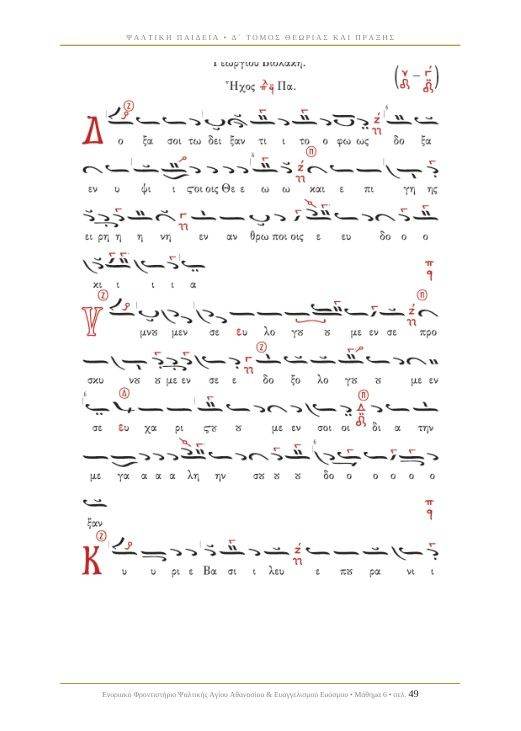 ΨΑΛΤΙΚΗ ΠΑΙΔΕΙΑ • Δ΄ ΤΟΜΟΣ ΘΕΩΡΙΑΣ ΚΑΙ ΠΡΑΞΗΣ
Γεωργίου Βιολάκη.
Ἦχος Πα.
Δ ο ξα σοι τω δει ξαν τι ι το ο φω ως δο ξα
εν υ ψι ι ϛοι οις Θε ε ω ω και ε πι γη ης
ει ρη η η νη εν αν θρω ποι οις ε ευ δο ο ο
κι ι ι ι α
μνȣ μεν σε ευ λο γȣ ȣ με εν σε προ
σκυ νȣ ȣ με εν σε ε δο ξο λο γȣ ȣ με εν
σε ευ χα ρι ϛȣ ȣ με εν σοι οι δι α την
με γα α α α λη ην σȣ ȣ ȣ δο ο ο ο ο ο
ξαν
Κ υ υ ρι ε Βα σι ι λευ ε πȣ ρα νι ι
Ενοριακό Φροντιστήριο Ψαλτικής Αγίου Αθανασίου & Ευαγγελισμού Ευόσμου • Μάθημα 6 • σελ. 49